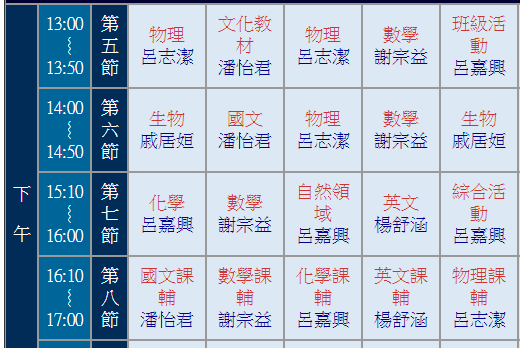 下午
13:00
~
13:50
第五節
物理
呂志潔
文化教材
潘怡君
物理
呂志潔
數學
謝宗益
班級活動
呂嘉興
14:00
~
14:50
第六節
生物
戚居姮
國文
潘怡君
物理
呂志潔
數學
謝宗益
生物
戚居姮
15:10
~
16:00
第七節
化學
呂嘉興
數學
謝宗益
自然領域
呂嘉興
英文
楊舒涵
綜合活動
呂嘉興
16:10
~
17:00
第八節
國文課輔
潘怡君
數學課輔
謝宗益
化學課輔
呂嘉興
英文課輔
楊舒涵
物理課輔
呂志潔